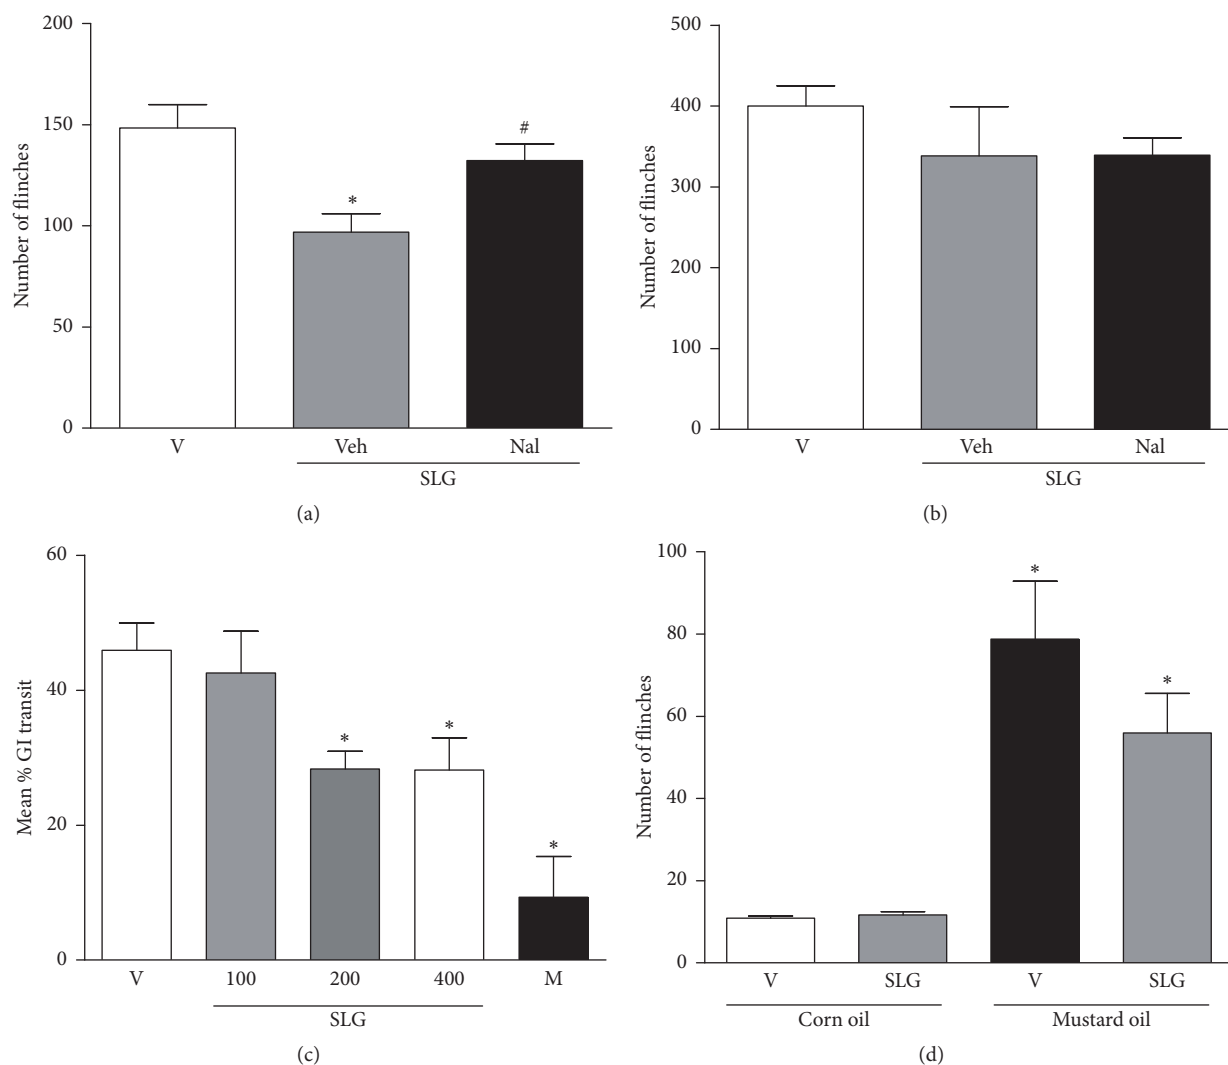 200
150
100
50
0
Number of flinches
*
#
V Veh Nal
SLG
(a)
500
400
300
200
100
0
Number of flinches
V Veh Nal
SLG
(b)
60
40
20
0
Mean % GI transit
*
*
*
V 100 200 400 M
SLG
(c)
100
80
60
40
20
0
Number of flinches
*
*
V SLG V SLG
Corn oil Mustard oil
(d)